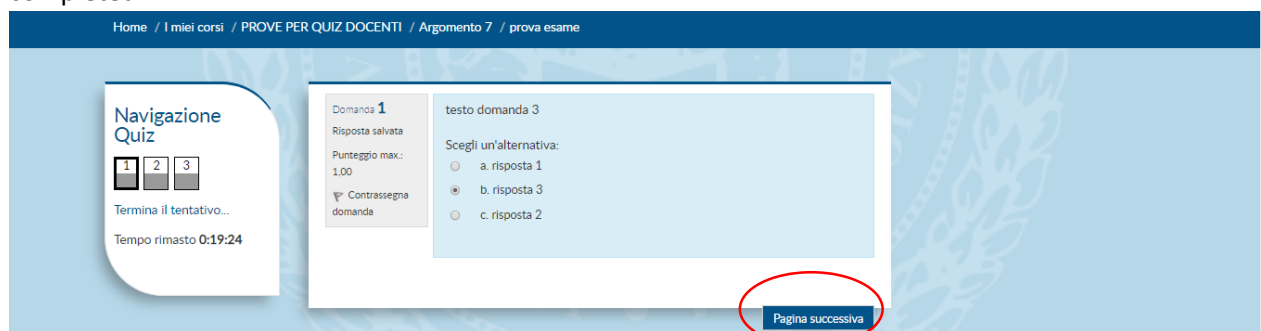 Home / I miei corsi / PROVE PER QUIZ DOCENTI / Argomento 7 / prova esame
Navigazione
Quiz
1 2 3
Termina il tentativo...
Tempo rimasto 0:19:24
Domanda 1
Risposta salvata
Punteggio max.:
1,00
Contrassegna
domanda
testo domanda 3
Scegli un'alternativa:
a. risposta 1
b. risposta 3
c. risposta 2
Pagina successiva